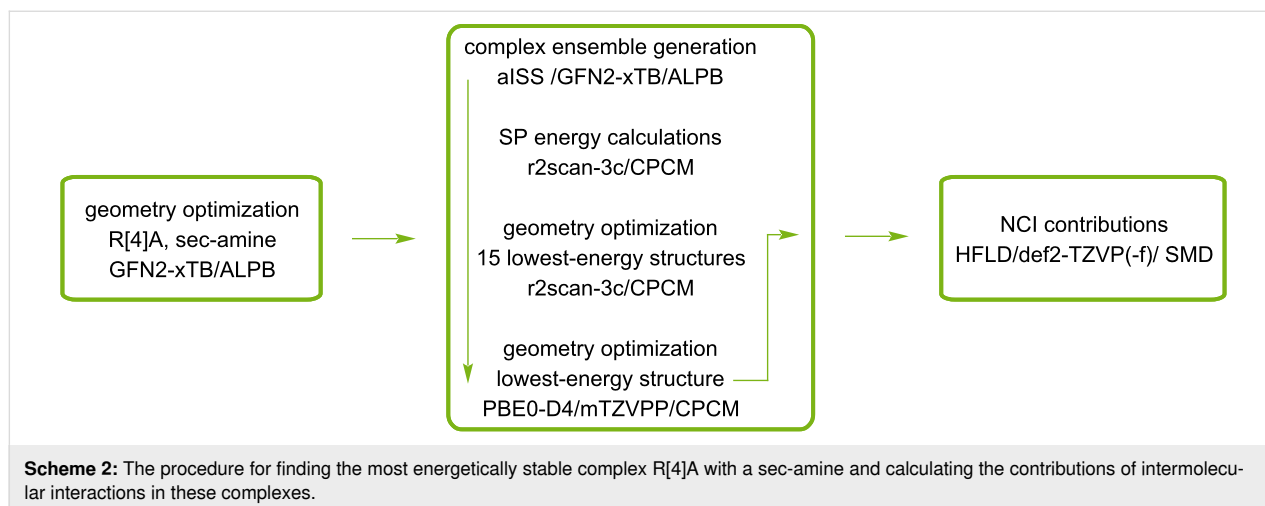 geometry optimization
R[4]A, sec-amine
GFN2-xTB/ALPB
complex ensemble generation
aISS /GFN2-xTB/ALPB
SP energy calculations
r2scan-3c/CPCM
geometry optimization
15 lowest-energy structures
r2scan-3c/CPCM
geometry optimization
lowest-energy structure
PBE0-D4/mTZVPP/CPCM
NCI contributions
HFLD/def2-TZVP(-f)/ SMD
Scheme 2: The procedure for finding the most energetically stable complex R[4]A with a sec-amine and calculating the contributions of intermolecu-
lar interactions in these complexes.